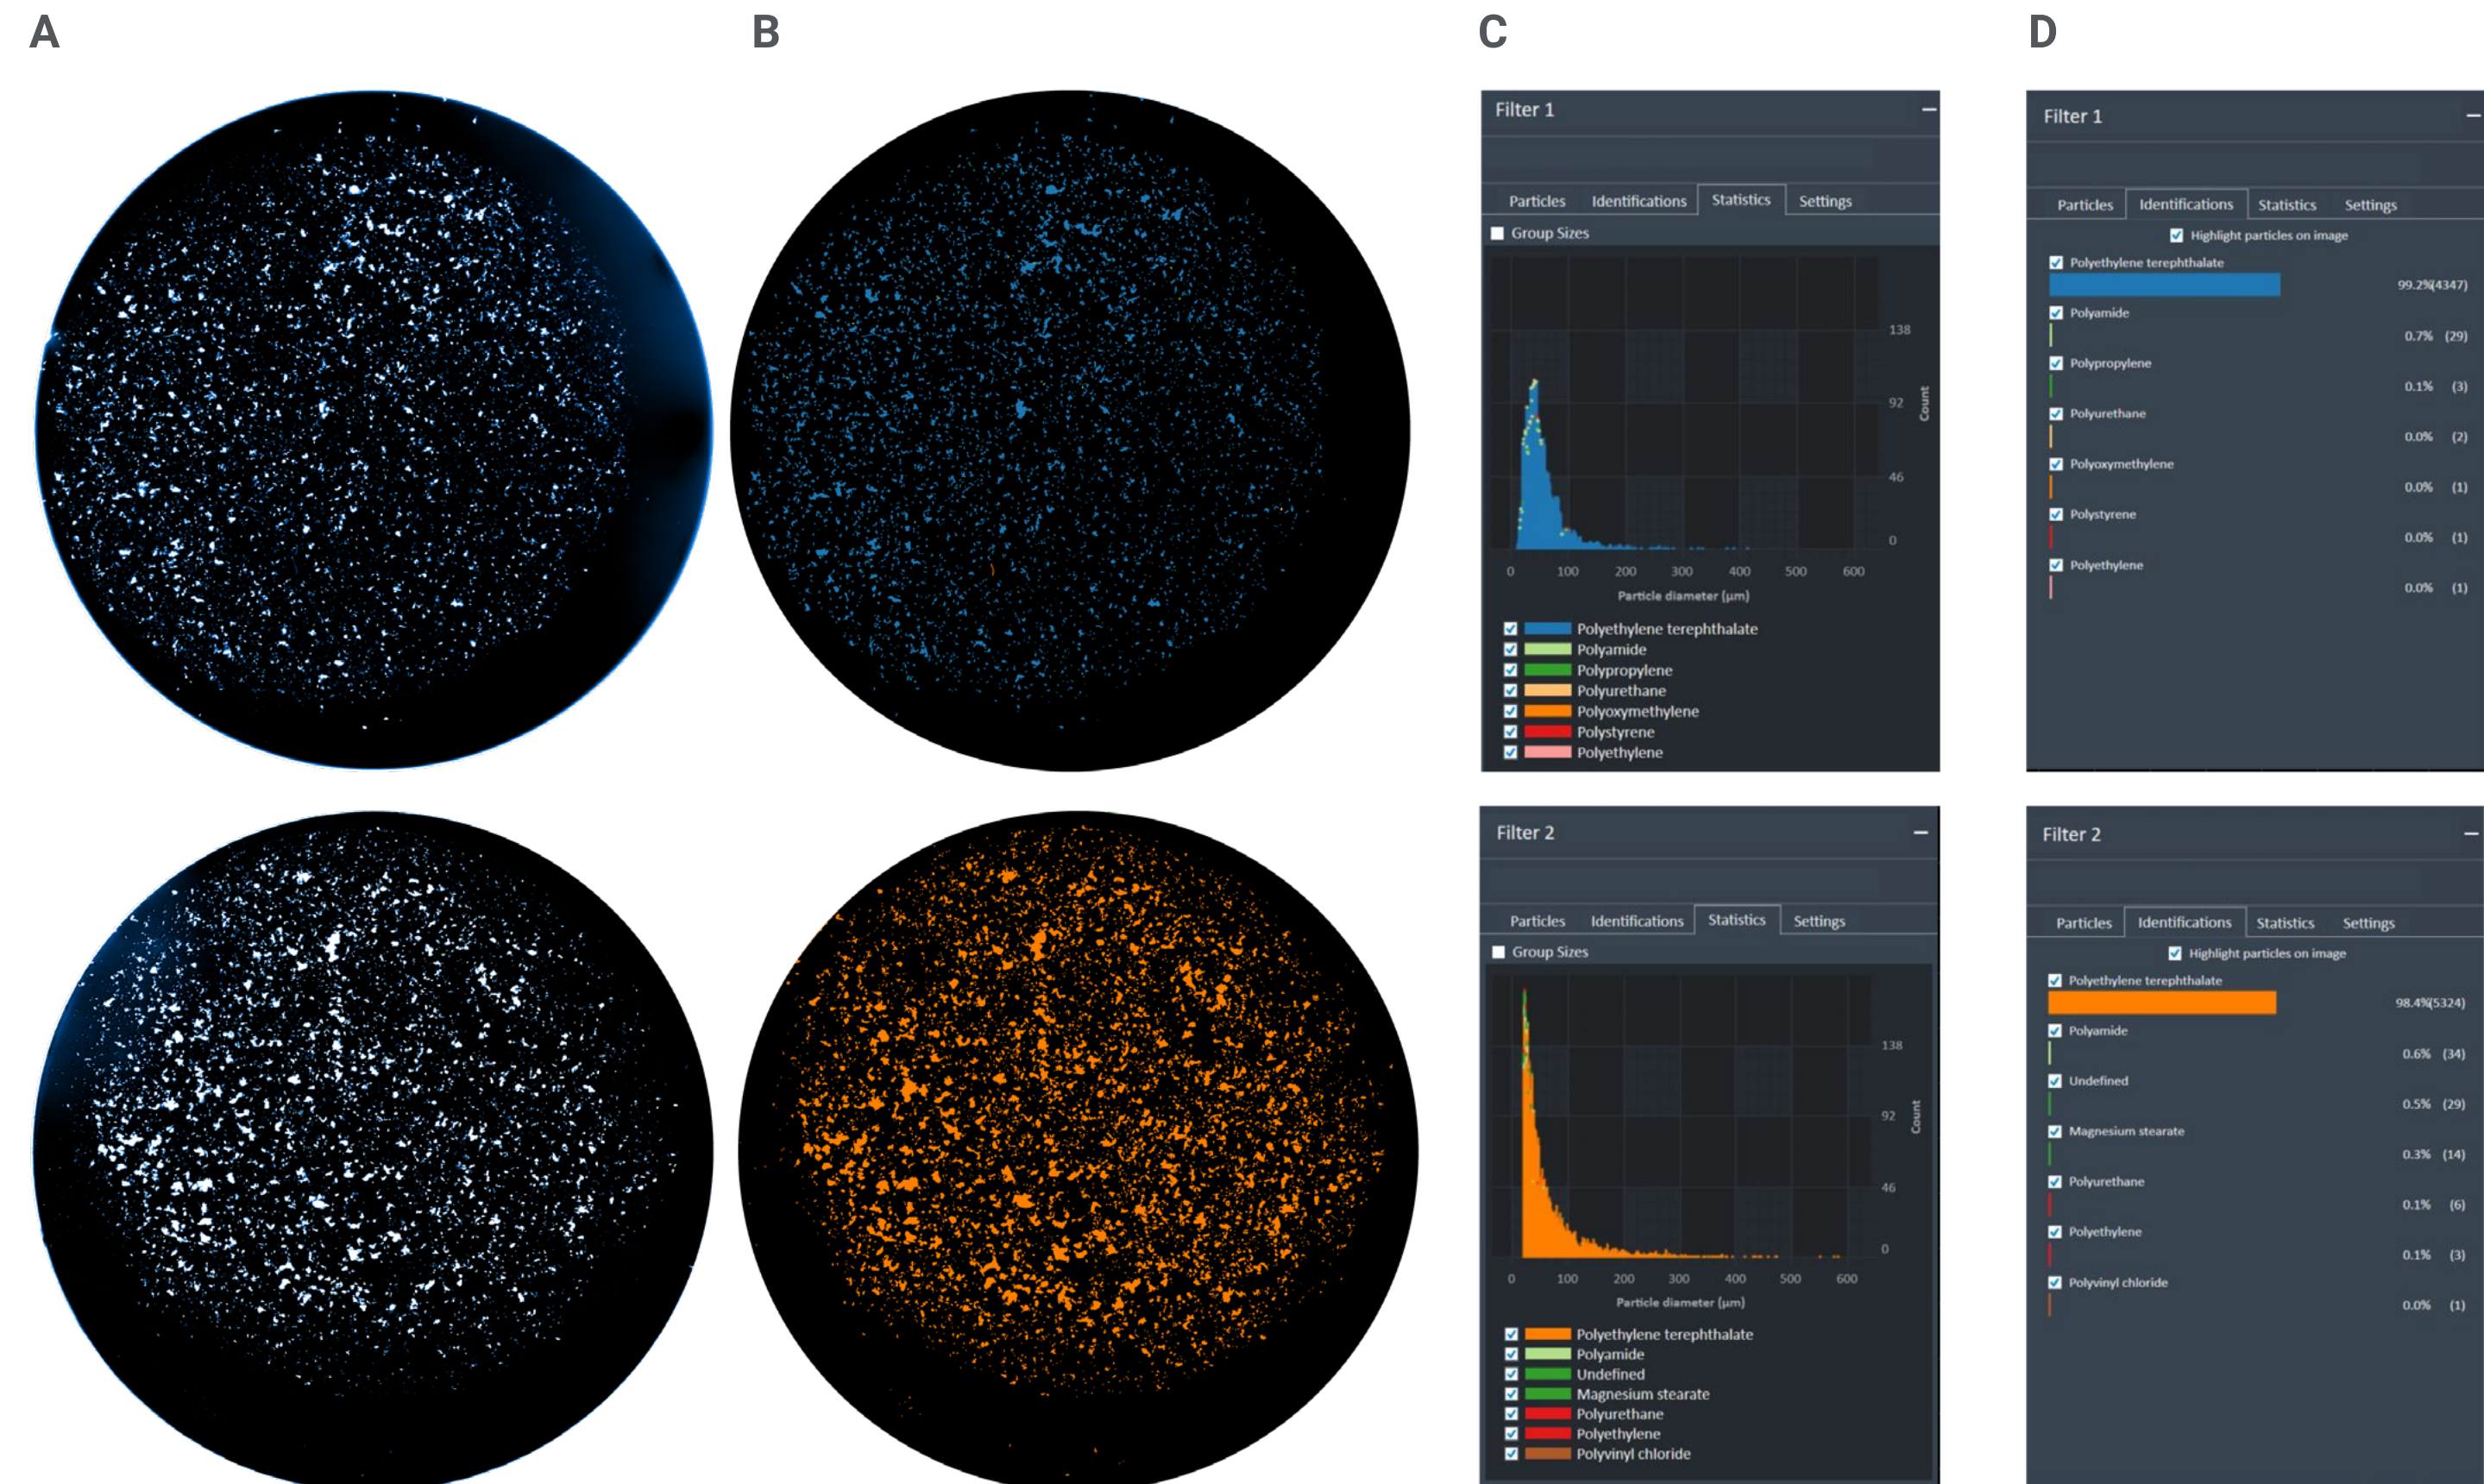 A
B
C
D
Filter 1
Particles Identifications Statistics Settings
Group Sizes
138
92
46
0
Count
0 100 200 300 400 500 600
Particle diameter (µm)
Polyethylene terephthalate
Polyamide
Polypropylene
Polyurethane
Polyoxymethylene
Polystyrene
Polyethylene
Filter 1
Particles Identifications Statistics Settings
Highlight particles on image
Polyethylene terephthalate
99.2% (4347)
Polyamide
0.7% (29)
Polypropylene
0.1% (3)
Polyurethane
0.0% (2)
Polyoxymethylene
0.0% (1)
Polystyrene
0.0% (1)
Polyethylene
0.0% (1)
Filter 2
Particles Identifications Statistics Settings
Group Sizes
138
92
46
0
Count
0 100 200 300 400 500 600
Particle diameter (µm)
Polyethylene terephthalate
Polyamide
Undefined
Magnesium stearate
Polyurethane
Polyethylene
Polyvinyl chloride
Filter 2
Particles Identifications Statistics Settings
Highlight particles on image
Polyethylene terephthalate
98.4% (5324)
Polyamide
0.6% (34)
Undefined
0.5% (29)
Magnesium stearate
0.3% (14)
Polyurethane
0.1% (6)
Polyethylene
0.1% (3)
Polyvinyl chloride
0.0% (1)